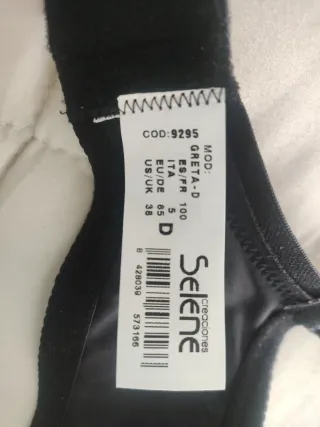 COD:9295
MOD:
GRETA-D
ES/FR 100
ITA 5
EU/DE 85
US/UK 38
D
creaciones
Selene
8 428039 573166